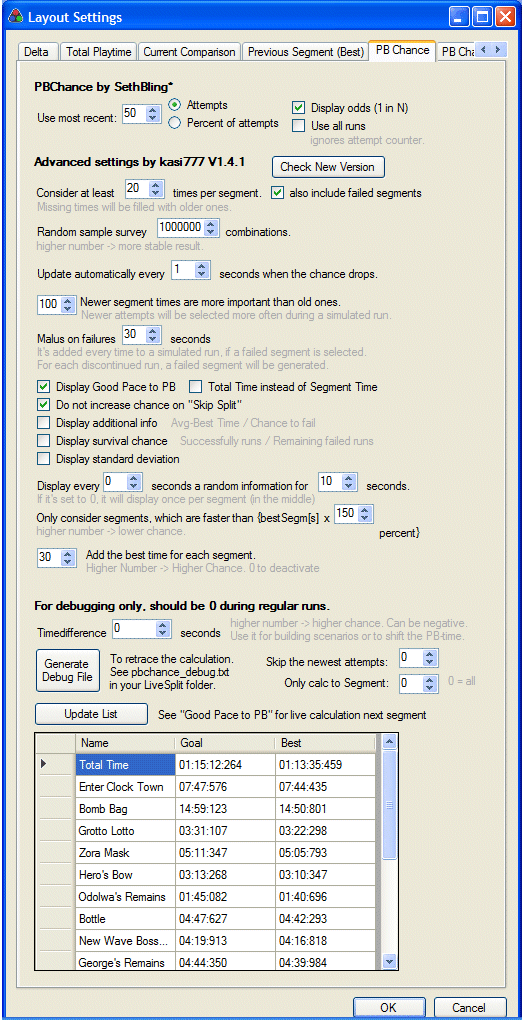 Layout Settings
Delta Total Playtime Current Comparison Previous Segment (Best) PB Chance PB Cha
PBChance by SethBling*
Use most recent: 50 Attempts
Percent of attempts
Display odds (1 in N)
Use all runs
ignores attempt counter.
Advanced settings by kasi777 V1.4.1 Check New Version
Consider at least 20 times per segment. also include failed segments
Missing times will be filled with older ones.
Random sample survey 1000000 combinations.
higher number -> more stable result.
Update automatically every 1 seconds when the chance drops.
100 Newer segment times are more important than old ones.
Newer attempts will be selected more often during a simulated run.
Malus on failures 30 seconds
It's added every time to a simulated run, if a failed segment is selected.
For each discontinued run, a failed segment will be generated.
Display Good Pace to PB Total Time instead of Segment Time
Do not increase chance on "Skip Split"
Display additional info Avg-Best Time / Chance to fail
Display survival chance Successfully runs / Remaining failed runs
Display standard deviation
Display every 0 seconds a random information for 10 seconds.
If it's set to 0, it will display once per segment (in the middle)
Only consider segments, which are faster than {bestSegm[s] x 150 percent}
higher number -> lower chance.
30 Add the best time for each segment.
Higher Number -> Higher Chance. 0 to deactivate
For debugging only, should be 0 during regular runs.
Timedifference 0 seconds
higher number -> higher chance. Can be negative.
Use it for building scenarios or to shift the PB-time.
Generate
Debug File
To retrace the calculation.
See pbchance_debug.txt
in your LiveSplit folder.
Skip the newest attempts: 0
Only calc to Segment: 0 0 = all
Update List See "Good Pace to PB" for live calculation next segment
Name Goal Best
Total Time 01:15:12:264 01:13:35:459
Enter Clock Town 07:47:576 07:44:435
Bomb Bag 14:59:123 14:50:801
Grotto Lotto 03:31:107 03:22:298
Zora Mask 05:11:347 05:05:793
Hero's Bow 03:13:268 03:10:347
Odolwa's Remains 01:45:082 01:40:696
Bottle 04:47:627 04:42:293
New Wave Boss... 04:19:913 04:16:818
George's Remains 04:44:350 04:39:984
OK Cancel